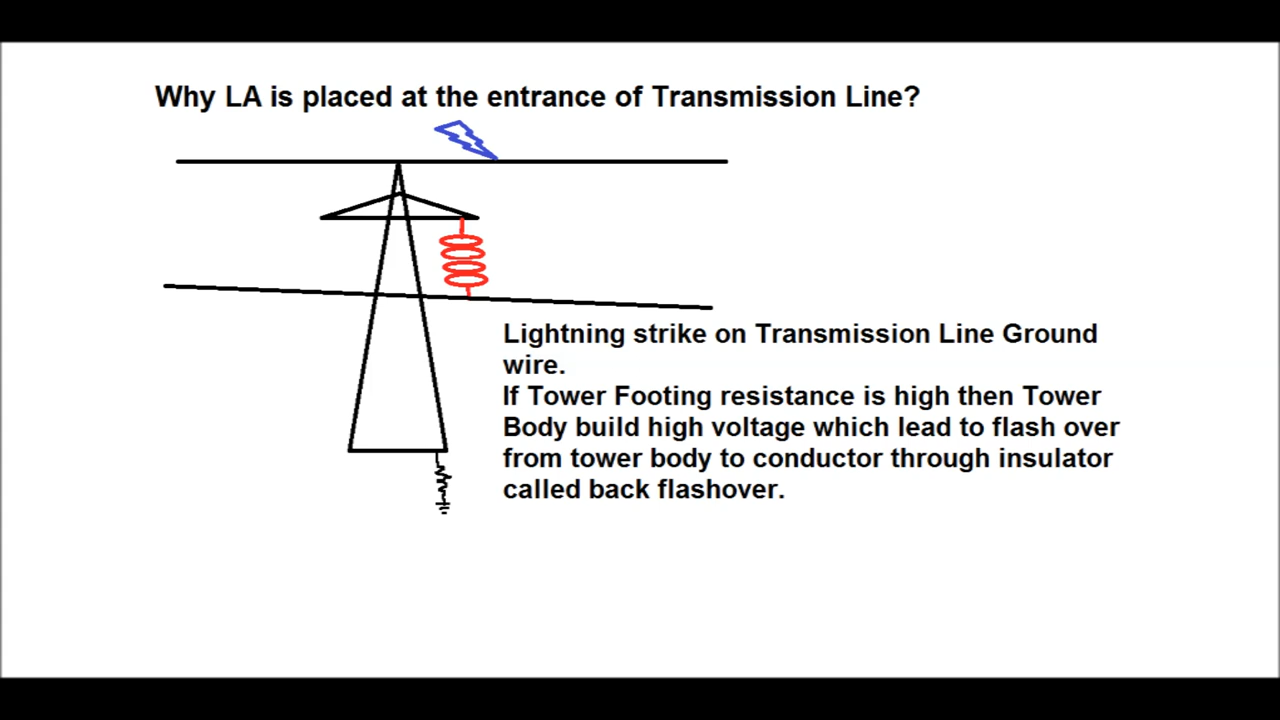 Why LA is placed at the entrance of Transmission Line?
Lightning strike on Transmission Line Ground
wire.
If Tower Footing resistance is high then Tower
Body build high voltage which lead to flash over
from tower body to conductor through insulator
called back flashover.